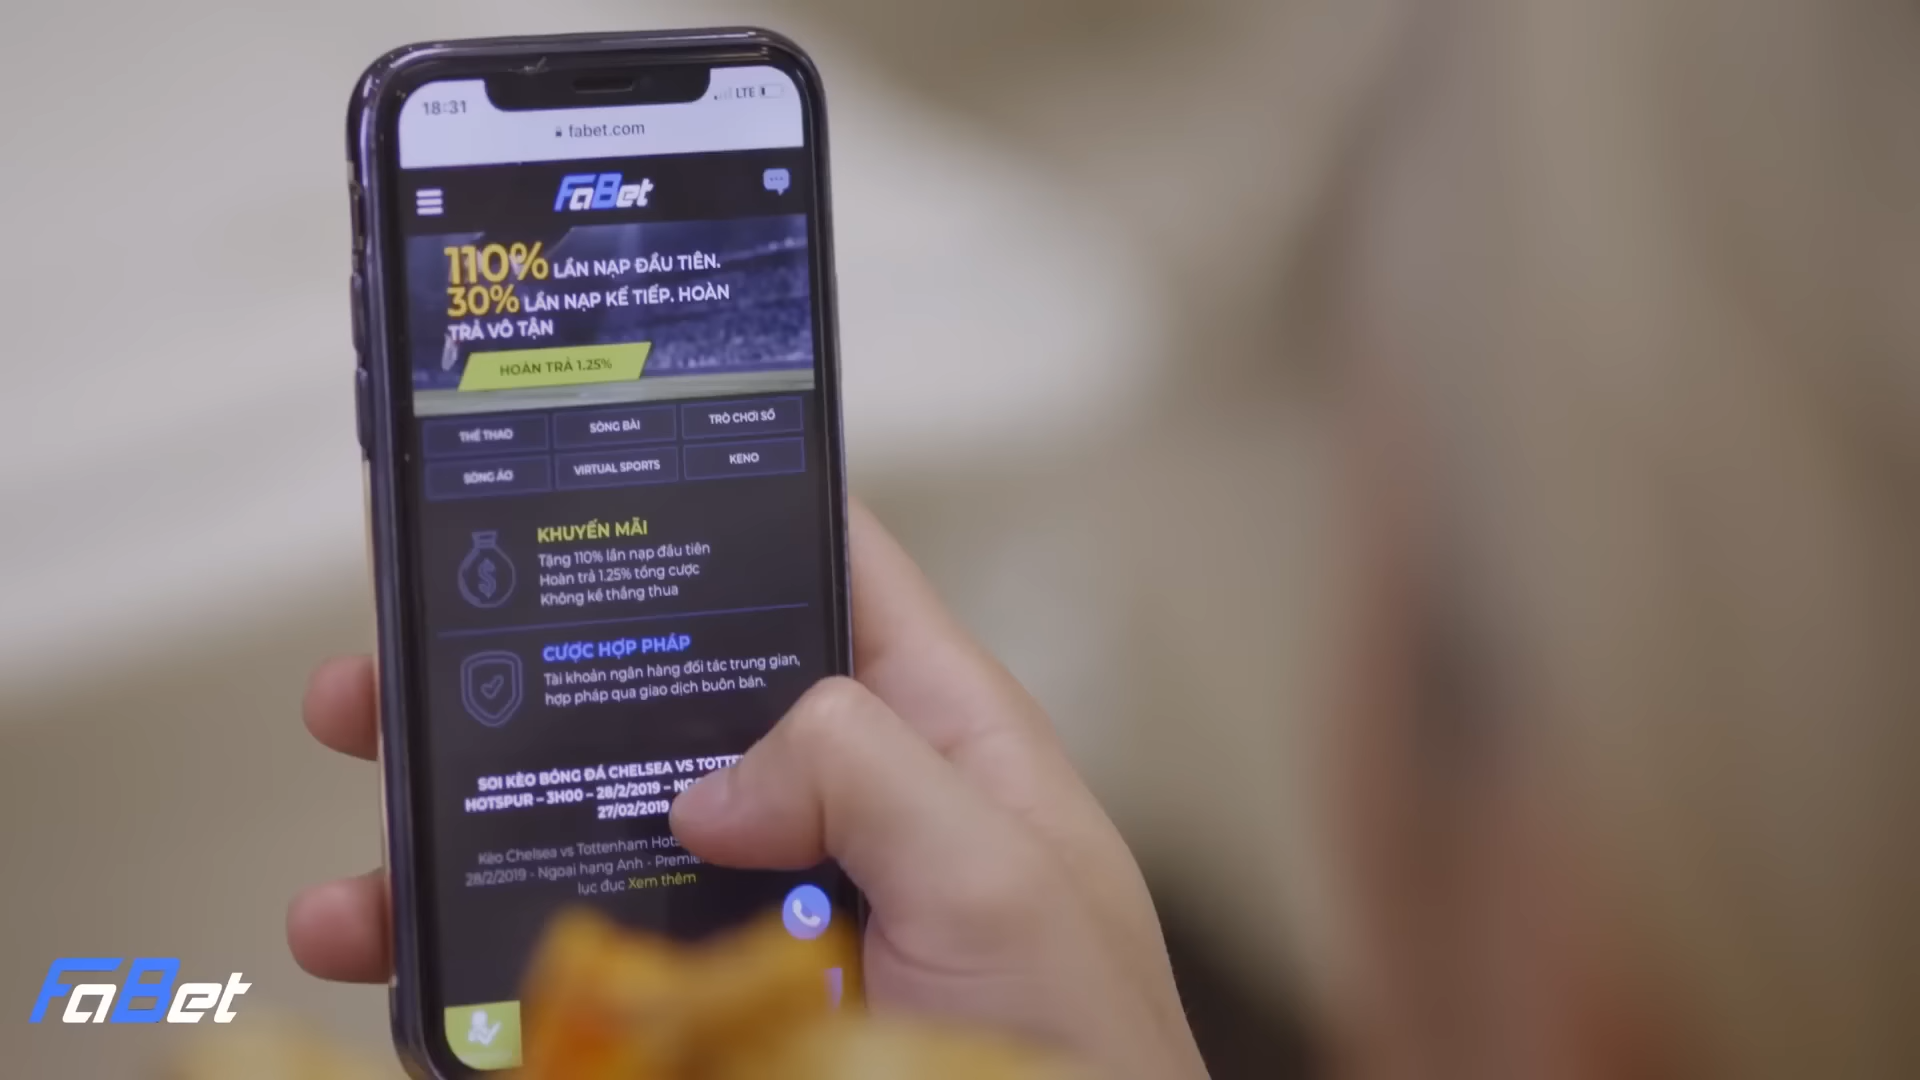 18:31
LTE
fabet.com
FaBet
110% LẦN NẠP ĐẦU TIÊN.
30% LẦN NẠP KẾ TIẾP. HOÀN
TRẢ VÔ TẬN
HOÀN TRẢ 1.25%
THỂ THAO
SÒNG BÀI
TRÒ CHƠI SỐ
SÒNG ẢO
VIRTUAL SPORTS
KENO
KHUYẾN MÃI
Tặng 110% lần nạp đầu tiên
Hoàn trả 1.25% tổng cược
Không kể thắng thua
CƯỢC HỢP PHÁP
Tài khoản ngân hàng đối tác trung gian,
hợp pháp qua giao dịch buôn bán.
SOI KÈO BÓNG ĐÁ CHELSEA VS
HOTSPUR – 3H00 – 28/2/2019 –
27/02/2019
Kèo Chelsea vs Tottenham
28/2/2019 - Ngoại hạng Anh -
lục đục Xem thêm
FaBet